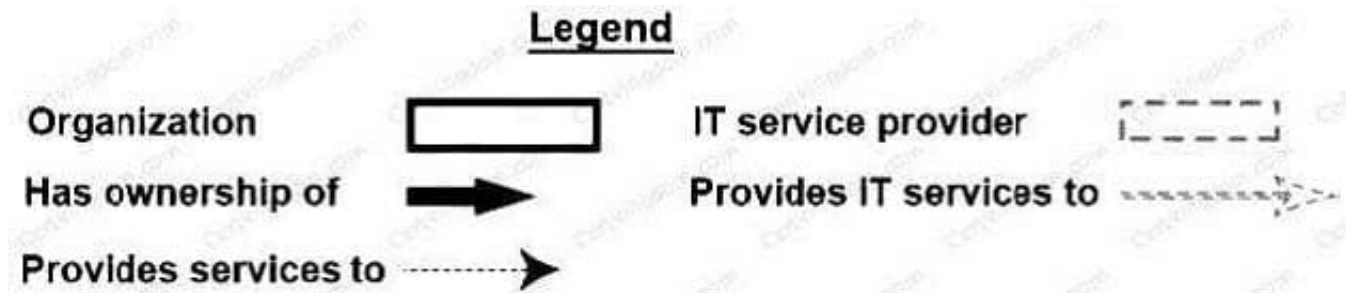 Legend
Organization
IT service provider
Has ownership of
Provides IT services to
Provides services to